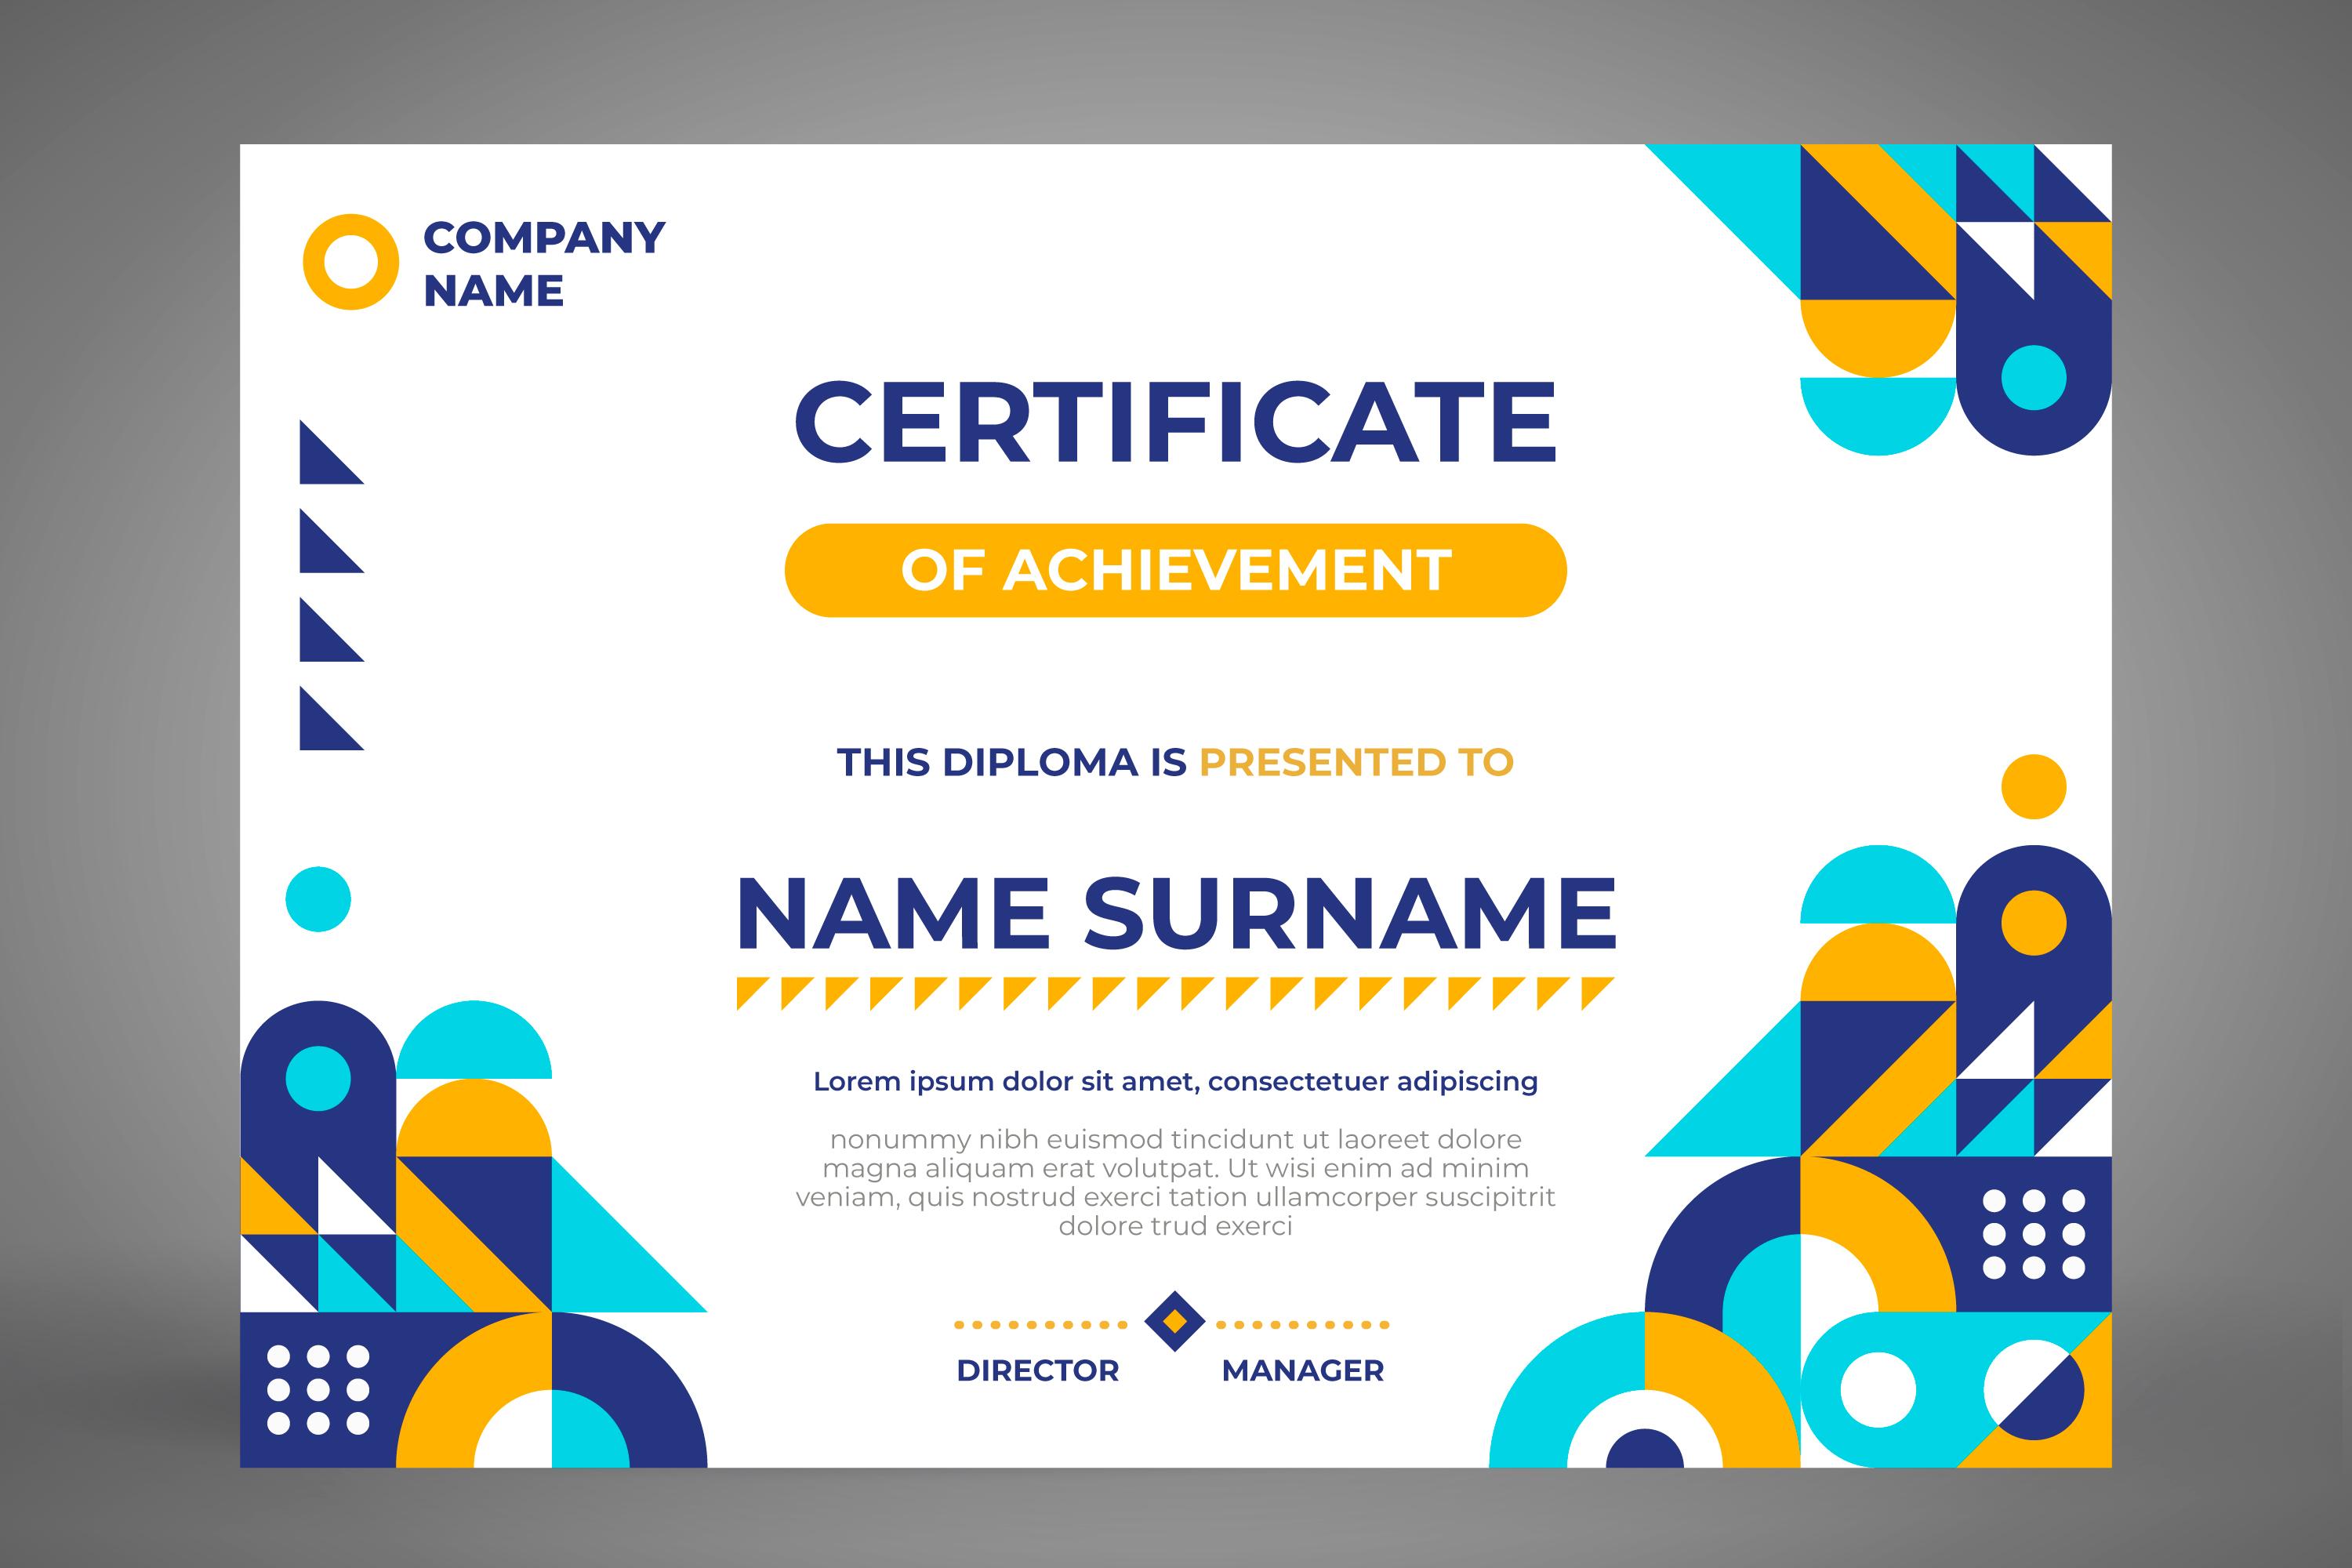 COMPANY
NAME
CERTIFICATE
OF ACHIEVEMENT
THIS DIPLOMA IS PRESENTED TO
NAME SURNAME
Lorem ipsum dolor sit amet, consectetuer adipiscing
nonummy nibh euismod tincidunt ut laoreet dolore
magna aliquam erat volutpat. Ut wisi enim ad minim
veniam, quis nostrud exerci tation ullamcorper suscipitrit
dolore trud exerci
DIRECTOR MANAGER